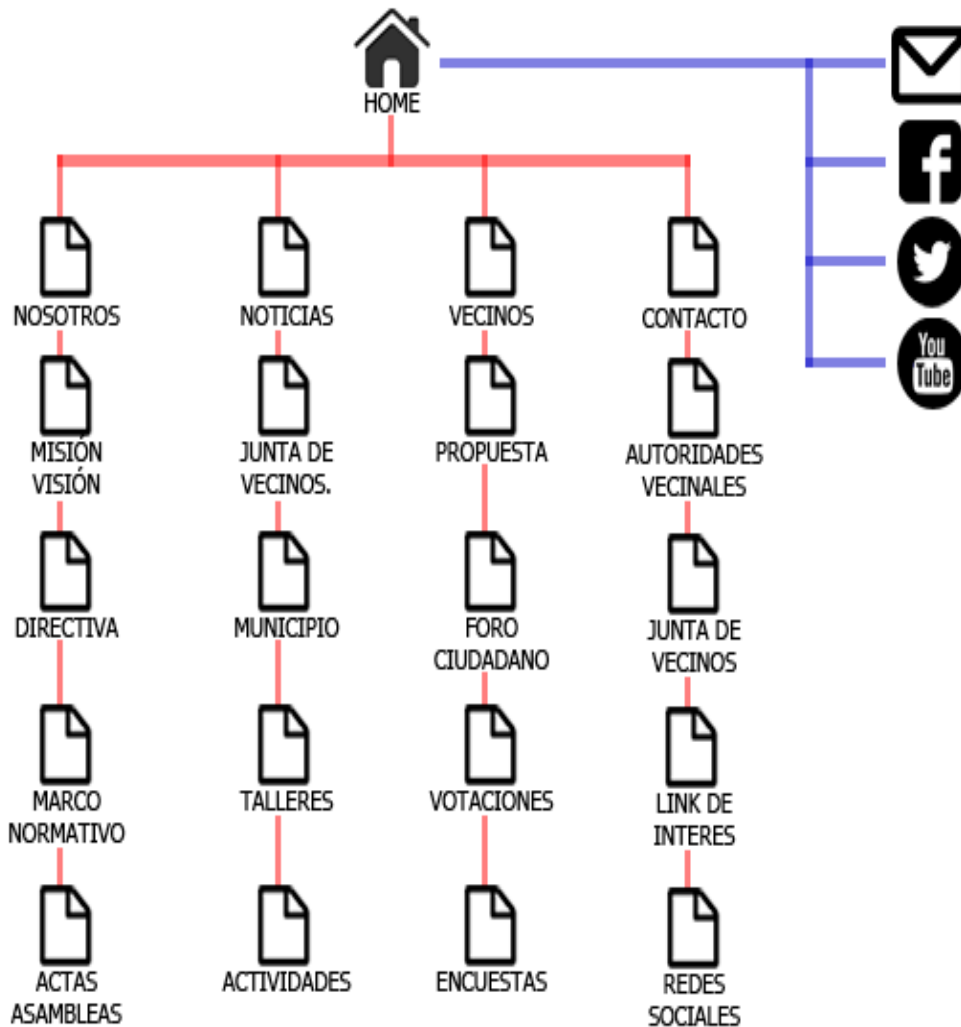 HOME
NOSOTROS
NOTICIAS
VECINOS
CONTACTO
You
Tube
MISIÓN
VISIÓN
JUNTA DE
VECINOS.
PROPUESTA
AUTORIDADES
VECINALES
DIRECTIVA
MUNICIPIO
FORO
CIUDADANO
JUNTA DE
VECINOS
MARCO
NORMATIVO
TALLERES
VOTACIONES
LINK DE
INTERES
ACTAS
ASAMBLEAS
ACTIVIDADES
ENCUESTAS
REDES
SOCIALES